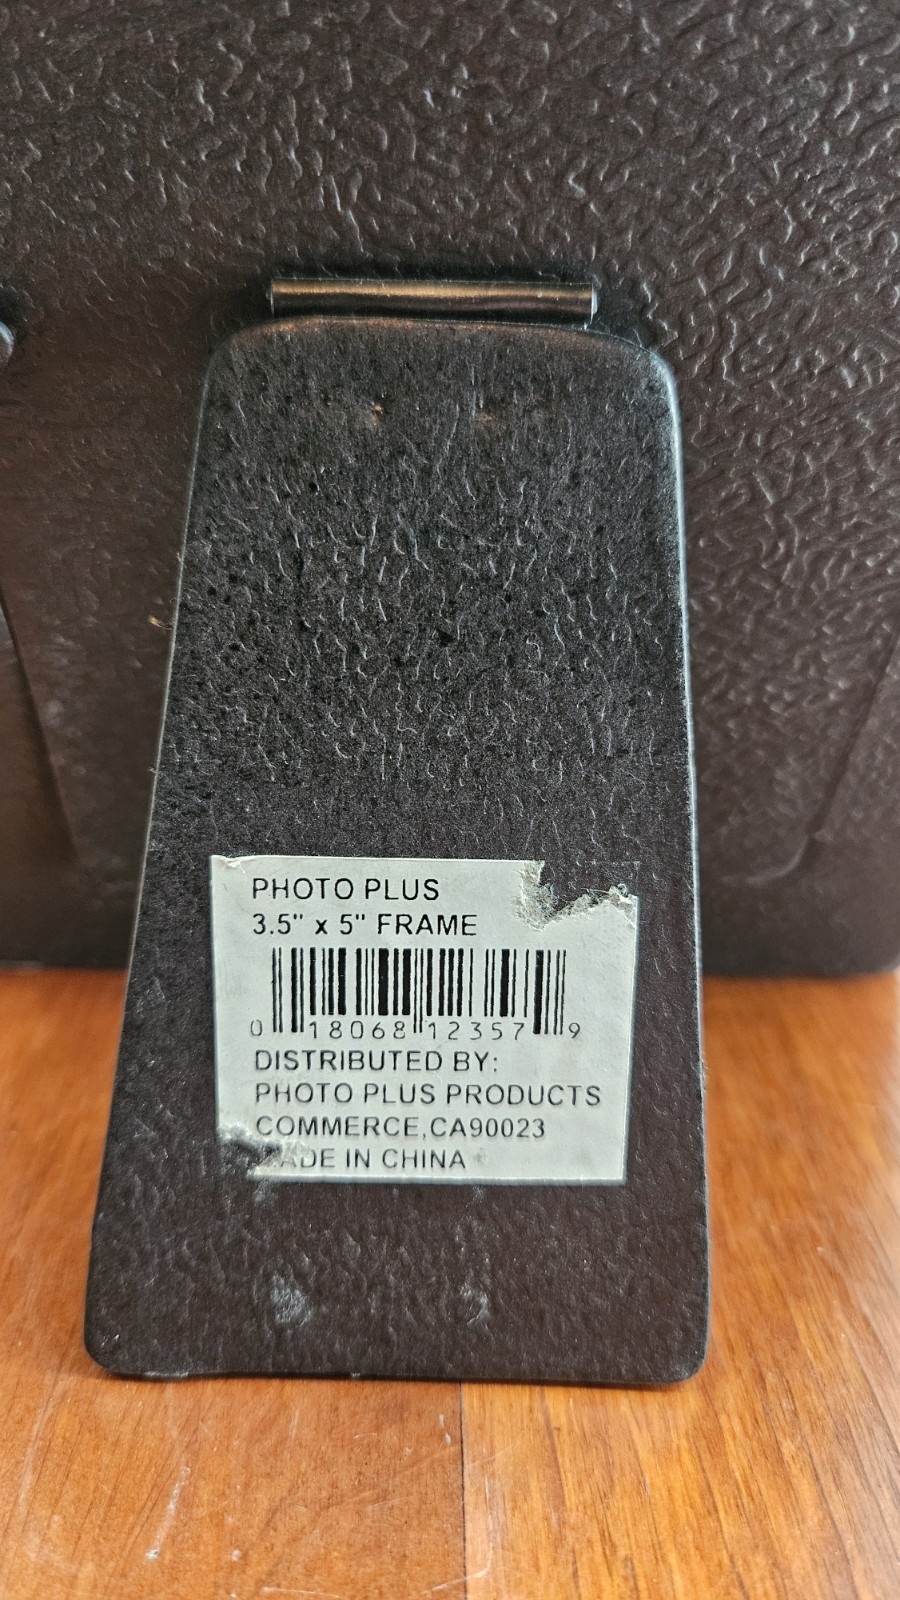 PHOTO PLUS
3.5" x 5" FRAME
0 18068 12357 9
DISTRIBUTED BY:
PHOTO PLUS PRODUCTS
COMMERCE,CA90023
MADE IN CHINA